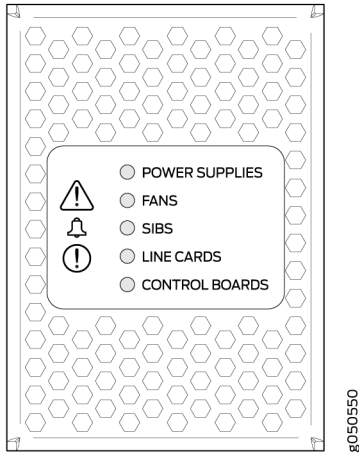 POWER SUPPLIES
FANS
SIBS
LINE CARDS
CONTROL BOARDS
g050550